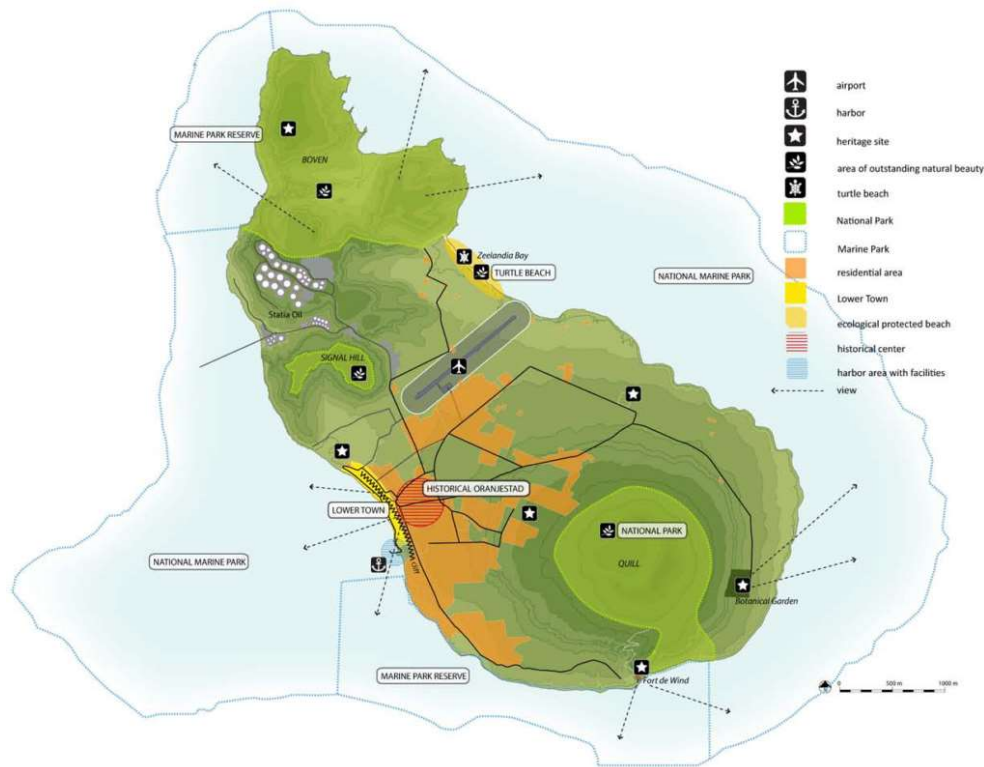 MARINE PARK RESERVE
BOVEN
Zeelandia Bay
TURTLE BEACH
NATIONAL MARINE PARK
Statia Oil
SIGNAL HILL
HISTORICAL ORANJESTAD
LOWER TOWN
CLIFF
NATIONAL PARK
QUILL
NATIONAL MARINE PARK
Botanical Garden
MARINE PARK RESERVE
Fort de Wind
airport
harbor
heritage site
area of outstanding natural beauty
turtle beach
National Park
Marine Park
residential area
Lower Town
ecological protected beach
historical center
harbor area with facilities
view
0 500 m 1000 m